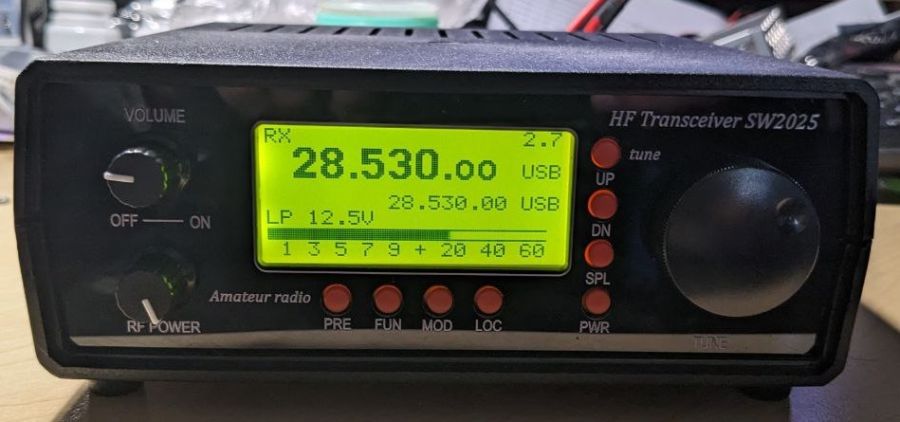 VOLUME
OFF ON
RF POWER
RX 2.7
28.530.00 USB
28.530.00 USB
LP 12.5V
1 3 5 7 9 + 20 40 60
Amateur radio
PRE FUN MOD LOC
HF Transceiver SW2025
tune
UP
DN
SPL
PWR
TUNE